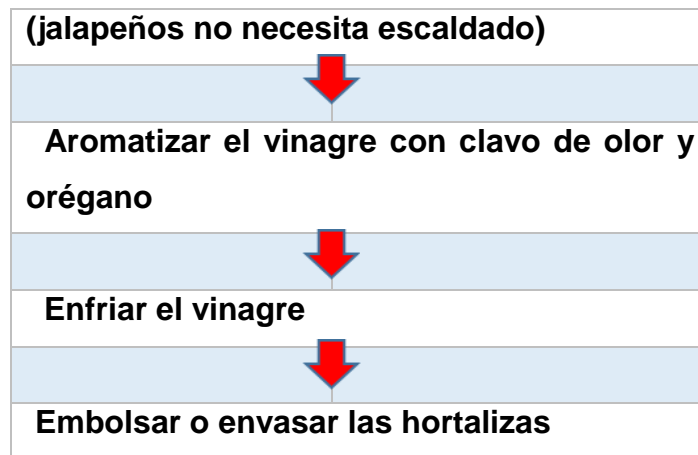 (jalapeños no necesita escaldado)
Aromatizar el vinagre con clavo de olor y
orégano
Enfriar el vinagre
Embolsar o envasar las hortalizas